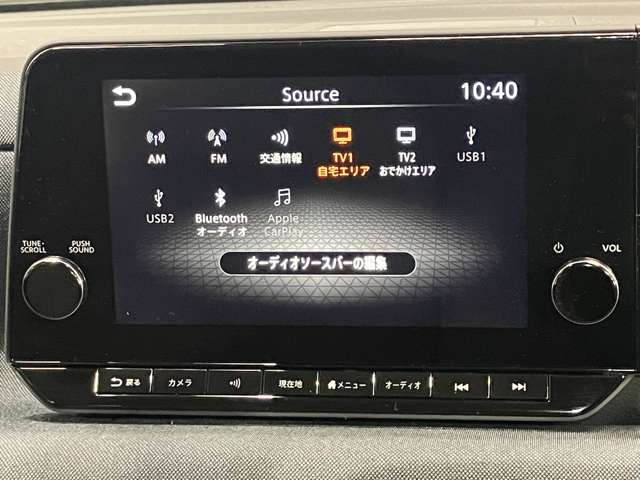 Source
10:40
AM
FM
交通情報
TV1
自宅エリア
TV2
おでかけエリア
USB1
USB2
Bluetooth
オーディオ
Apple
CarPlay
オーディオソースバーの編集
TUNE・
SCROLL
PUSH
SOUND
VOL
戻る
カメラ
現在地
メニュー
オーディオ